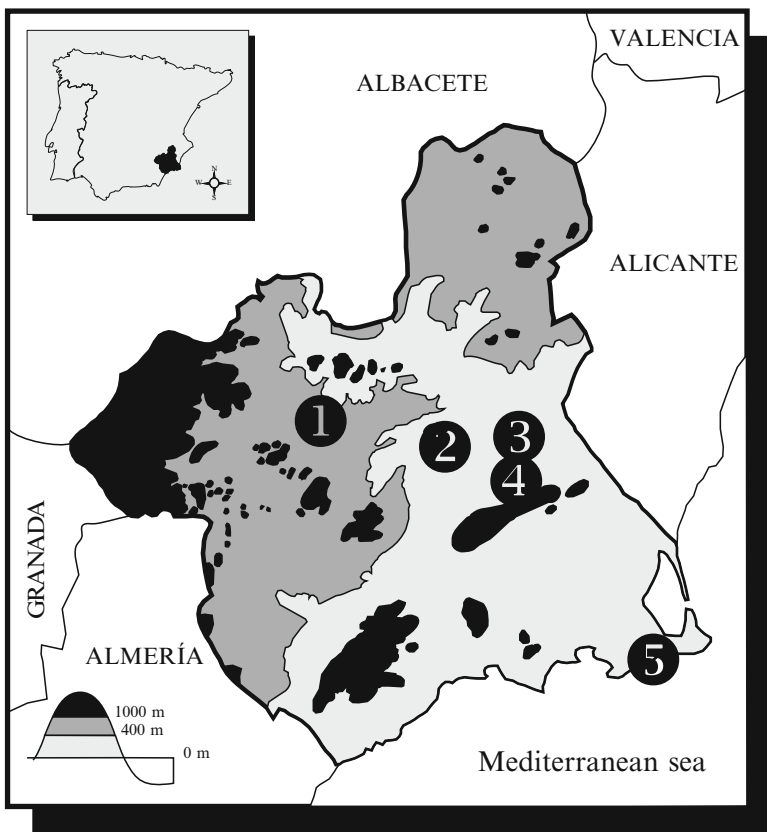 VALENCIA
ALBACETE
N
W E
S
ALICANTE
1
2
3
4
GRANADA
ALMERÍA
5
1000 m
400 m
0 m
Mediterranean sea